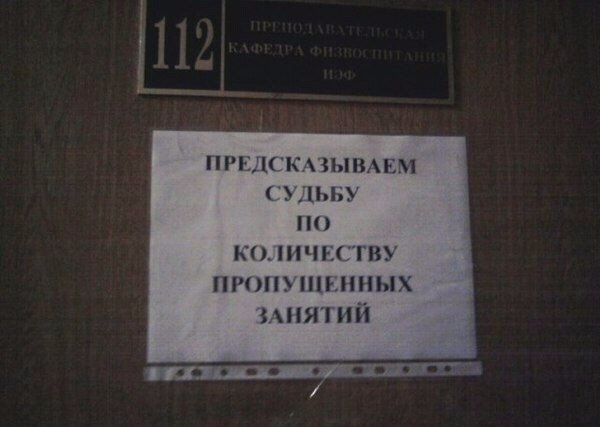 112
ПРЕПОДАВАТЕЛЬСКАЯ
КАФЕДРА ФИЗВОСПИТАНИЯ
ИЭФ
ПРЕДСКАЗЫВАЕМ
СУДЬБУ
ПО
КОЛИЧЕСТВУ
ПРОПУЩЕННЫХ
ЗАНЯТИЙ